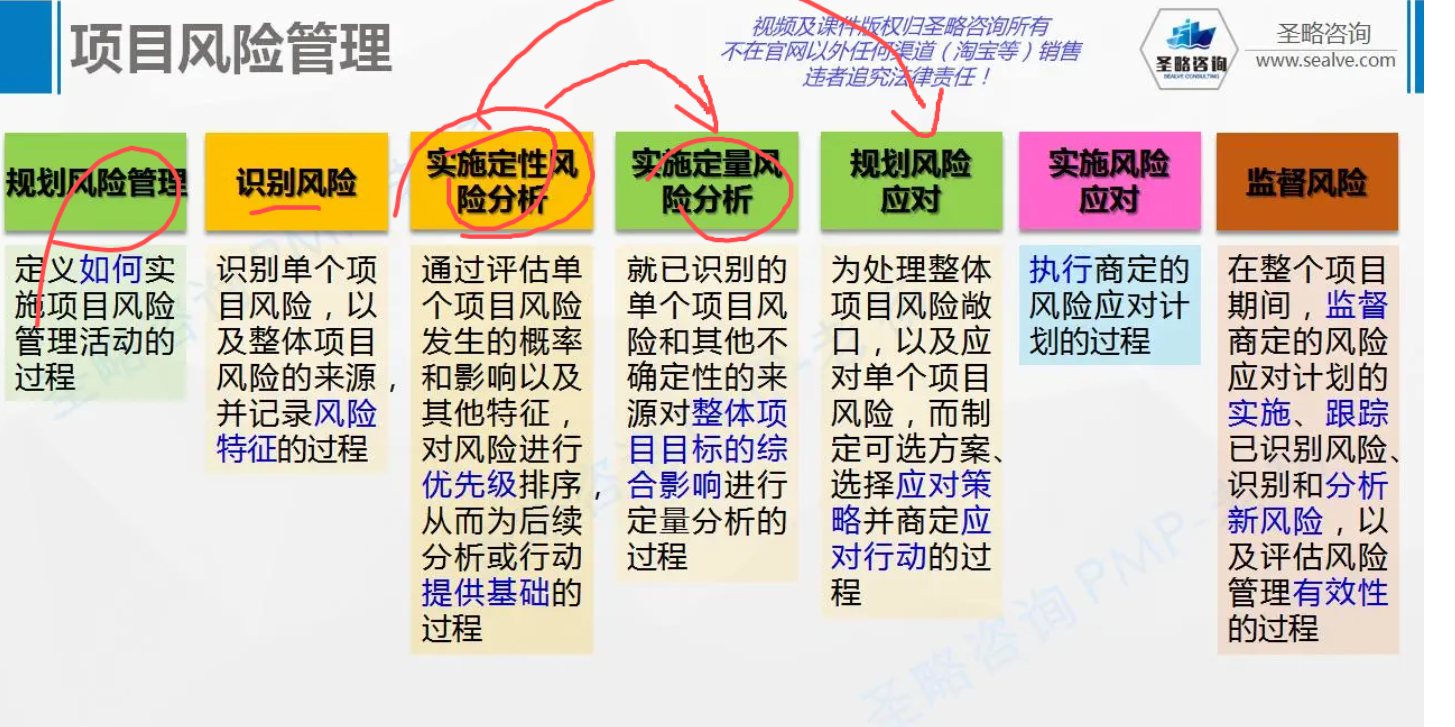 项目风险管理
视频及课件版权归圣略咨询所有
不在官网以外任何渠道（淘宝等）销售
违者追究法律责任！
圣略咨询
SEALVE CONSULTING
圣略咨询
www.sealve.com
规划风险管理
定义如何实
施项目风险
管理活动的
过程
识别风险
识别单个项
目风险，以
及整体项目
风险的来源，
并记录风险
特征的过程
实施定性风
险分析
通过评估单
个项目风险
发生的概率
和影响以及
其他特征，
对风险进行
优先级排序，
从而为后续
分析或行动
提供基础的
过程
实施定量风
险分析
就已识别的
单个项目风
险和其他不
确定性的来
源对整体项
目目标的综
合影响进行
定量分析的
过程
规划风险
应对
为处理整体
项目风险敞
口，以及应
对单个项目
风险，而制
定可选方案、
选择应对策
略并商定应
对行动的过
程
实施风险
应对
执行商定的
风险应对计
划的过程
监督风险
在整个项目
期间，监督
商定的风险
应对计划的
实施、跟踪
已识别风险、
识别和分析
新风险，以
及评估风险
管理有效性
的过程
圣略咨询PMP-